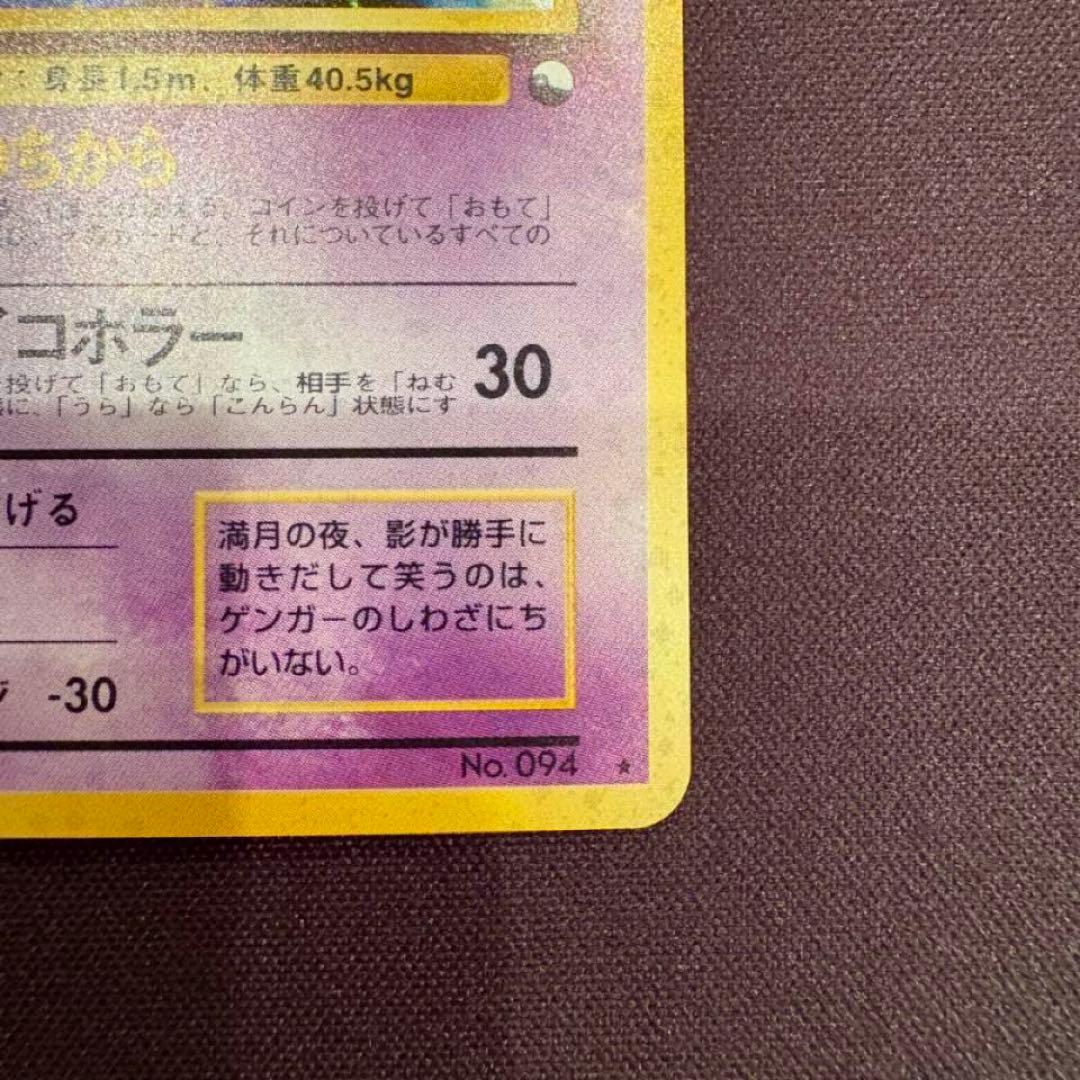 ：身長1.5m、体重40.5kg
ちから
コインを投げて「おもて」
ードと、それについているすべての
コホラー
30
投げて「おもて」なら、相手を「ねむ
に、「うら」なら「こんらん」状態にす
げる
満月の夜、影が勝手に
動きだして笑うのは、
ゲンガーのしわざにち
がいない。
-30
No. 094 ★